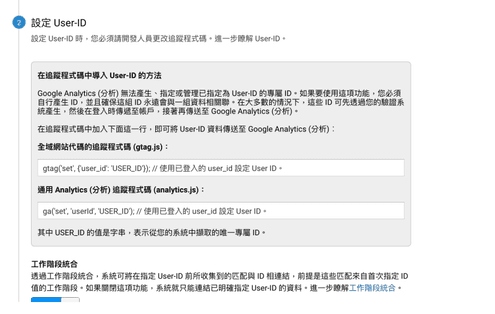 2
設定 User-ID
設定 User-ID 時，您必須請開發人員更改追蹤程式碼。進一步瞭解 User-ID。
在追蹤程式碼中導入 User-ID 的方法
Google Analytics (分析) 無法產生、指定或管理已指定為 User-ID 的專屬 ID。如果要使用這項功能，您必須
自行產生 ID，並且確保這組 ID 永遠會與一組資料相關聯。在大多數的情況下，這些 ID 可先透過您的驗證系
統產生，然後在登入時傳遞至帳戶，接著再傳送至 Google Analytics (分析)。
在追蹤程式碼中加入下面這一行，即可將 User-ID 資料傳送至 Google Analytics (分析)：
全域網站代碼的追蹤程式碼 (gtag.js)：
gtag('set', {'user_id': 'USER_ID'}); // 使用已登入的 user_id 設定 User ID。
通用 Analytics (分析) 追蹤程式碼 (analytics.js)：
ga('set', 'userId', 'USER_ID'); // 使用已登入的 user_id 設定 User ID。
其中 USER_ID 的值是字串，表示從您的系統中擷取的唯一專屬 ID。
工作階段統合
透過工作階段統合，系統可將在指定 User-ID 前所收集到的匹配與 ID 相連結，前提是這些匹配來自首次指定 ID
值的工作階段。如果關閉這項功能，系統就只能連結已明確指定 User-ID 的資料。進一步瞭解工作階段統合。